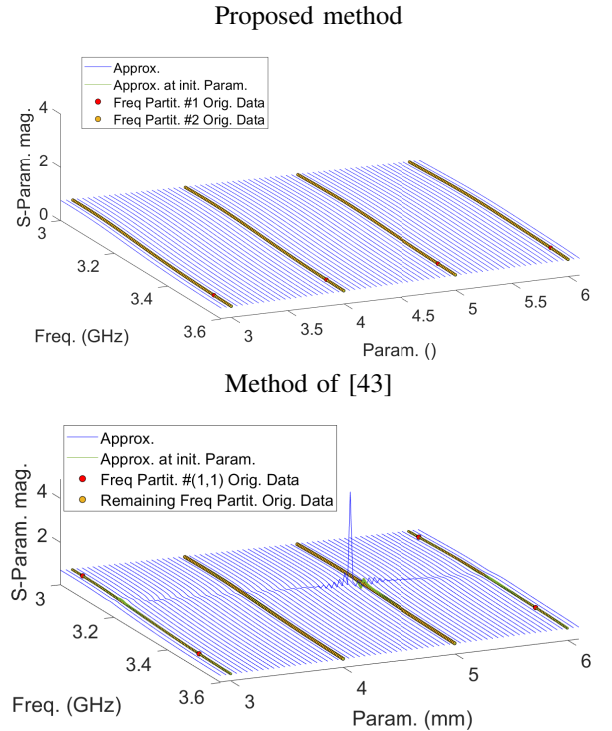 Proposed method
Approx.
Approx. at init. Param.
Freq Partit. #1 Orig. Data
Freq Partit. #2 Orig. Data
S-Param. mag.
4
2
0
3
3.2
3.4
3.6
Freq. (GHz)
3
3.5
4
4.5
5
5.5
6
Param. ()
Method of [43]
Approx.
Approx. at init. Param.
Freq Partit. #(1,1) Orig. Data
Remaining Freq Partit. Orig. Data
S-Param. mag.
4
2
3
3.2
3.4
3.6
Freq. (GHz)
3
4
5
6
Param. (mm)